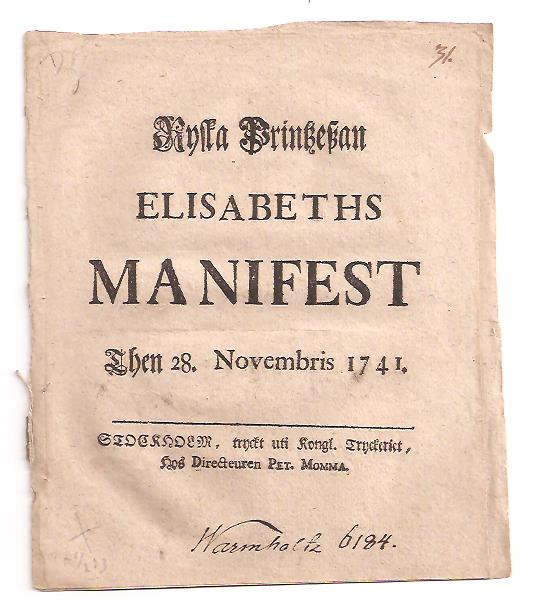 31.
Ryſka Printzeßan
ELISABETHS
MANIFEST
Then 28. Novembris 1741.
STOCKHOLM, tryckt uti Kongl. Tryckeriet,
Hos Directeuren PET. MOMMA.
Warmholtz 6184.